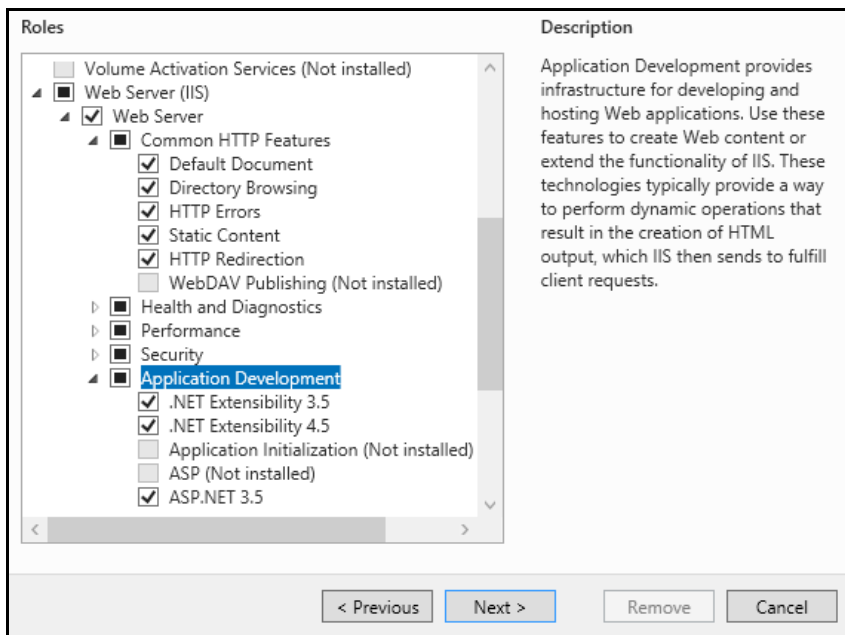 Roles
Volume Activation Services (Not installed)
Web Server (IIS)
Web Server
Common HTTP Features
Default Document
Directory Browsing
HTTP Errors
Static Content
HTTP Redirection
WebDAV Publishing (Not installed)
Health and Diagnostics
Performance
Security
Application Development
.NET Extensibility 3.5
.NET Extensibility 4.5
Application Initialization (Not installed)
ASP (Not installed)
ASP.NET 3.5
Description
Application Development provides
infrastructure for developing and
hosting Web applications. Use these
features to create Web content or
extend the functionality of IIS. These
technologies typically provide a way
to perform dynamic operations that
result in the creation of HTML
output, which IIS then sends to fulfill
client requests.
< Previous
Next >
Remove
Cancel